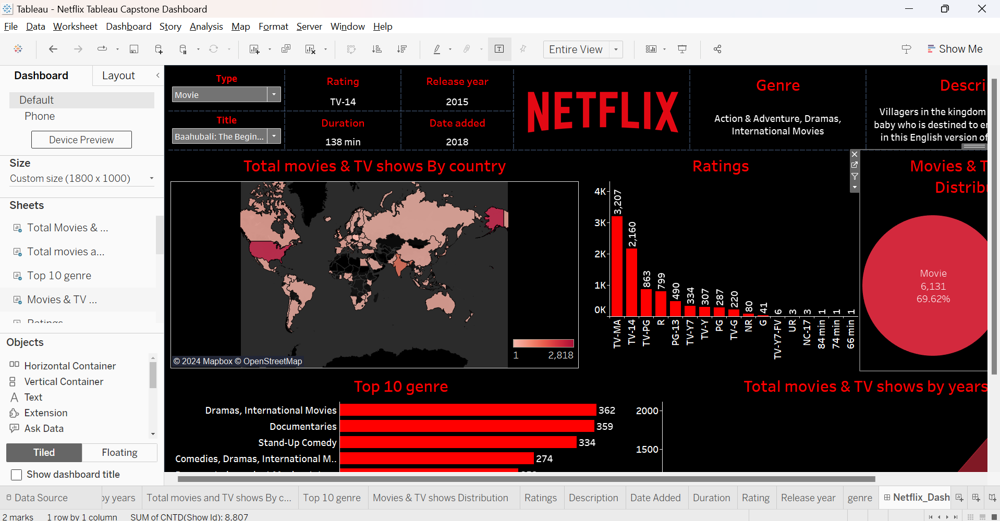 Tableau - Netflix Tableau Capstone Dashboard
File Data Worksheet Dashboard Story Analysis Map Format Server Window Help
Entire View
Show Me
Dashboard Layout
Default
Phone
Device Preview
Size
Custom size (1800 x 1000)
Sheets
Total Movies & ...
Total movies a...
Top 10 genre
Movies & TV ...
Ratings
Objects
Horizontal Container
Vertical Container
Text
Extension
Ask Data
Tiled Floating
Show dashboard title
Type
Movie
Title
Baahubali: The Begin...
Rating
TV-14
Duration
138 min
Release year
2015
Date added
2018
NETFLIX
Genre
Action & Adventure, Dramas,
International Movies
Descri
Villagers in the kingdom
baby who is destined to
in this English version of
Total movies & TV shows By country
© 2024 Mapbox © OpenStreetMap
1 2,818
Ratings
4K
3K
2K
1K
0K
3,207
2,160
863
799
490
334
307
287
220
80
41
6
3
3
1
1
1
TV-MA
TV-14
TV-PG
R
PG-13
TV-Y7
TV-Y
PG
TV-G
NR
G
TV-Y7-FV
UR
NC-17
84 min
74 min
66 min
Movies & T
Distrib
Movie
6,131
69.62%
Top 10 genre
Dramas, International Movies 362
Documentaries 359
Stand-Up Comedy 334
Comedies, Dramas, International M.. 274
Total movies & TV shows by years
2000
1500
Data Source by years Total movies and TV shows By c... Top 10 genre Movies & TV shows Distribution Ratings Description Date Added Duration Rating Release year genre Netflix_Dash
2 marks 1 row by 1 column SUM of CNTD(Show Id): 8,807